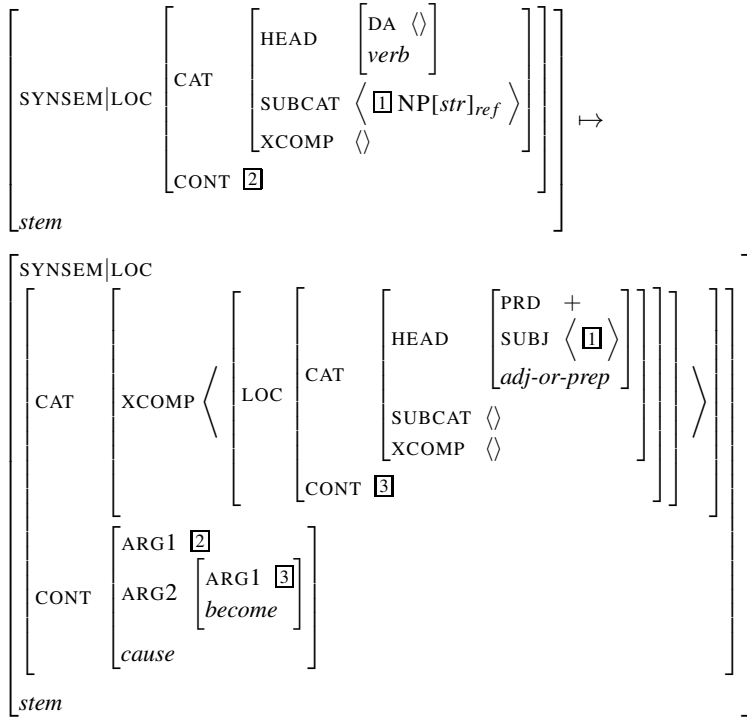 HEAD [DA ⟨⟩
verb]
SYNSEM|LOC [CAT
SUBCAT ⟨ [1] NP[str]ref ⟩ ↦
XCOMP ⟨⟩
CONT [2]
stem
SYNSEM|LOC
PRD +
HEAD SUBJ ⟨ [1] ⟩
CAT
adj-or-prep
CAT XCOMP ⟨ LOC
SUBCAT ⟨⟩
XCOMP ⟨⟩
CONT [3]
ARG1 [2]
ARG2 [ARG1 [3]
CONT
become]
cause
stem